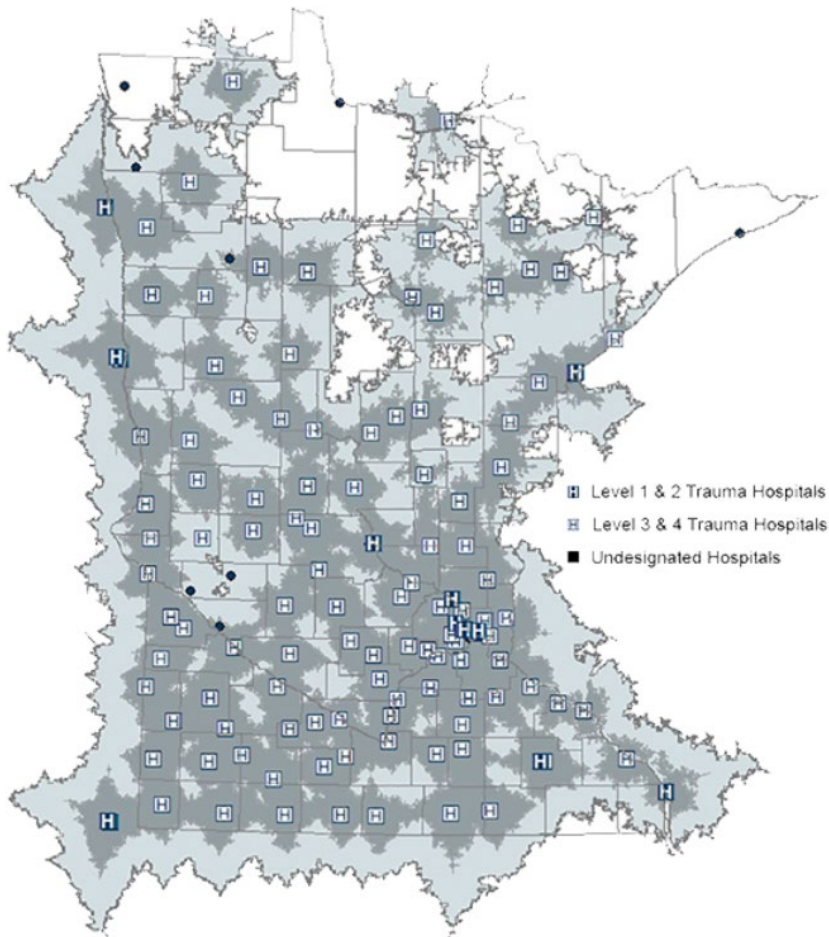 Level 1 & 2 Trauma Hospitals
Level 3 & 4 Trauma Hospitals
Undesignated Hospitals